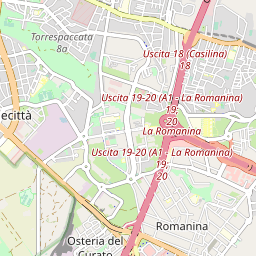 Torrespaccata
8a
Uscita 18 (Casilina)
18
Uscita 19-20 (A1 - La Romanina)
19;
20
ecittà
La Romanina
Uscita 19-20 (A1 - La Romanina)
19;
20
Romanina
Osteria del
Curato